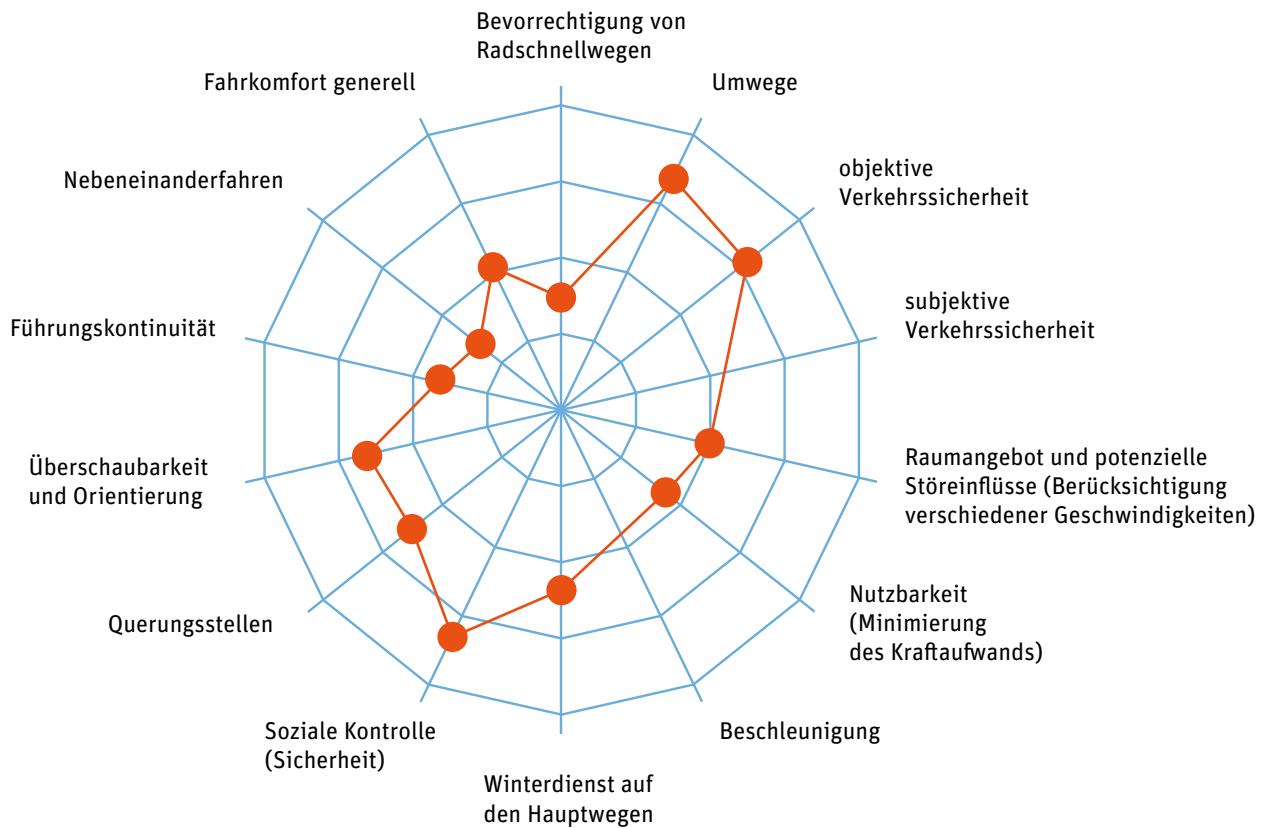 Bevorrechtigung von
Radschnellwegen
Umwege
objektive
Verkehrssicherheit
subjektive
Verkehrssicherheit
Raumangebot und potenzielle
Störeinflüsse (Berücksichtigung
verschiedener Geschwindigkeiten)
Nutzbarkeit
(Minimierung
des Kraftaufwands)
Beschleunigung
Winterdienst auf
den Hauptwegen
Soziale Kontrolle
(Sicherheit)
Querungsstellen
Überschaubarkeit
und Orientierung
Führungskontinuität
Nebeneinanderfahren
Fahrkomfort generell